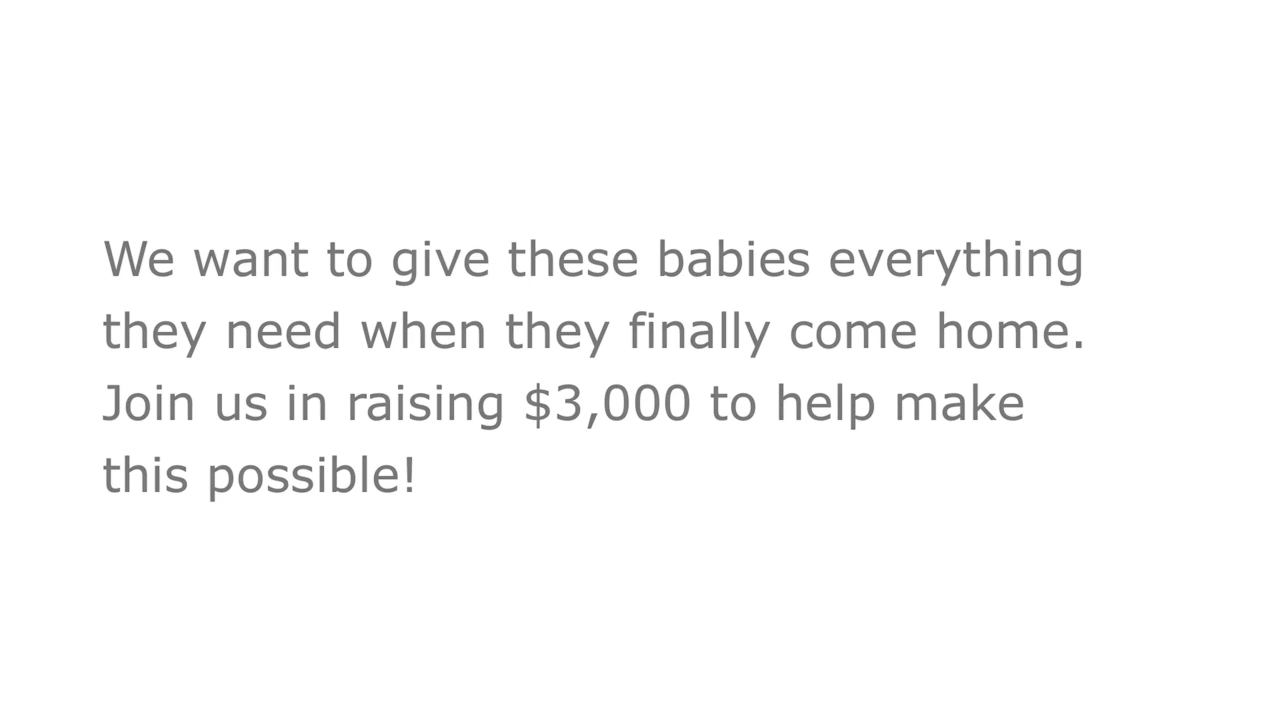 We want to give these babies everything
they need when they finally come home.
Join us in raising $3,000 to help make
this possible!